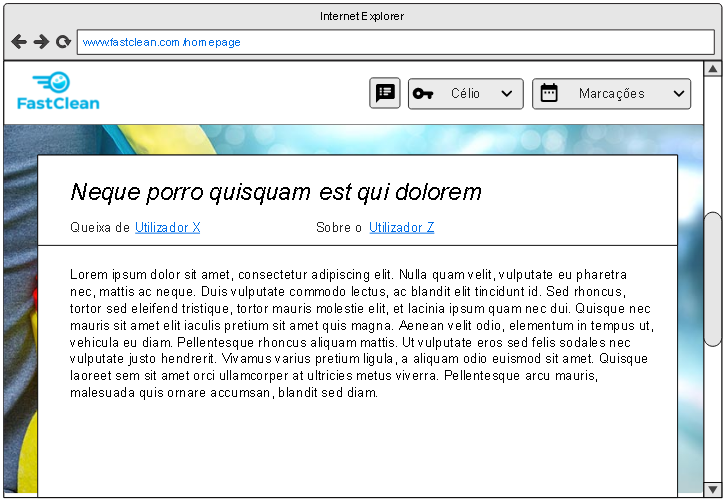 Internet Explorer
www.fastclean.com/homepage
FastClean
Célio
Marcações
Neque porro quisquam est qui dolorem
Queixa de Utilizador X
Sobre o Utilizador Z
Lorem ipsum dolor sit amet, consectetur adipiscing elit. Nulla quam velit, vulputate eu pharetra
nec, mattis ac neque. Duis vulputate commodo lectus, ac blandit elit tincidunt id. Sed rhoncus,
tortor sed eleifend tristique, tortor mauris molestie elit, et lacinia ipsum quam nec dui. Quisque nec
mauris sit amet elit iaculis pretium sit amet quis magna. Aenean velit odio, elementum in tempus ut,
vehicula eu diam. Pellentesque rhoncus aliquam mattis. Ut vulputate eros sed felis sodales nec
vulputate justo hendrerit. Vivamus varius pretium ligula, a aliquam odio euismod sit amet. Quisque
laoreet sem sit amet orci ullamcorper at ultricies metus viverra. Pellentesque arcu mauris,
malesuada quis ornare accumsan, blandit sed diam.